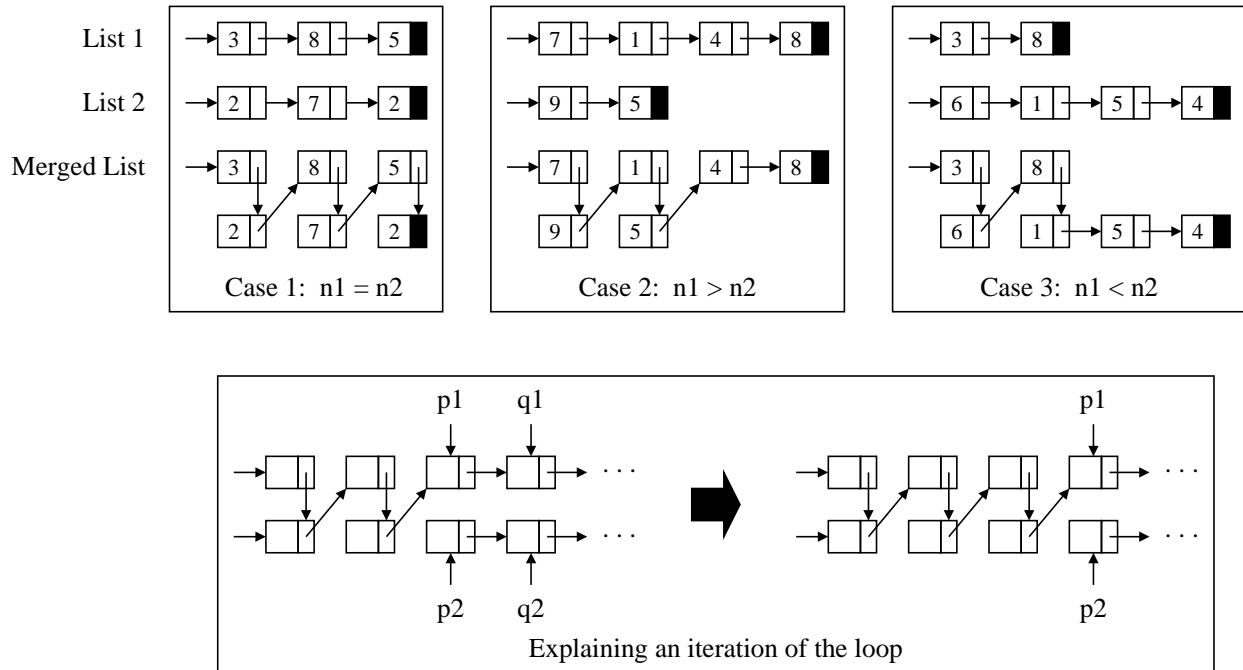 List 1 3 8 5 7 1 4 8 3 8
List 2 2 7 2 9 5 6 1 5 4
Merged List 3 8 5 7 1 4 8 3 8
2 7 2 9 5 6 1 5 4
Case 1: n1 = n2 Case 2: n1 > n2 Case 3: n1 < n2
p1 q1 p1
· · · · · ·
· · · · · ·
p2 q2 p2
Explaining an iteration of the loop